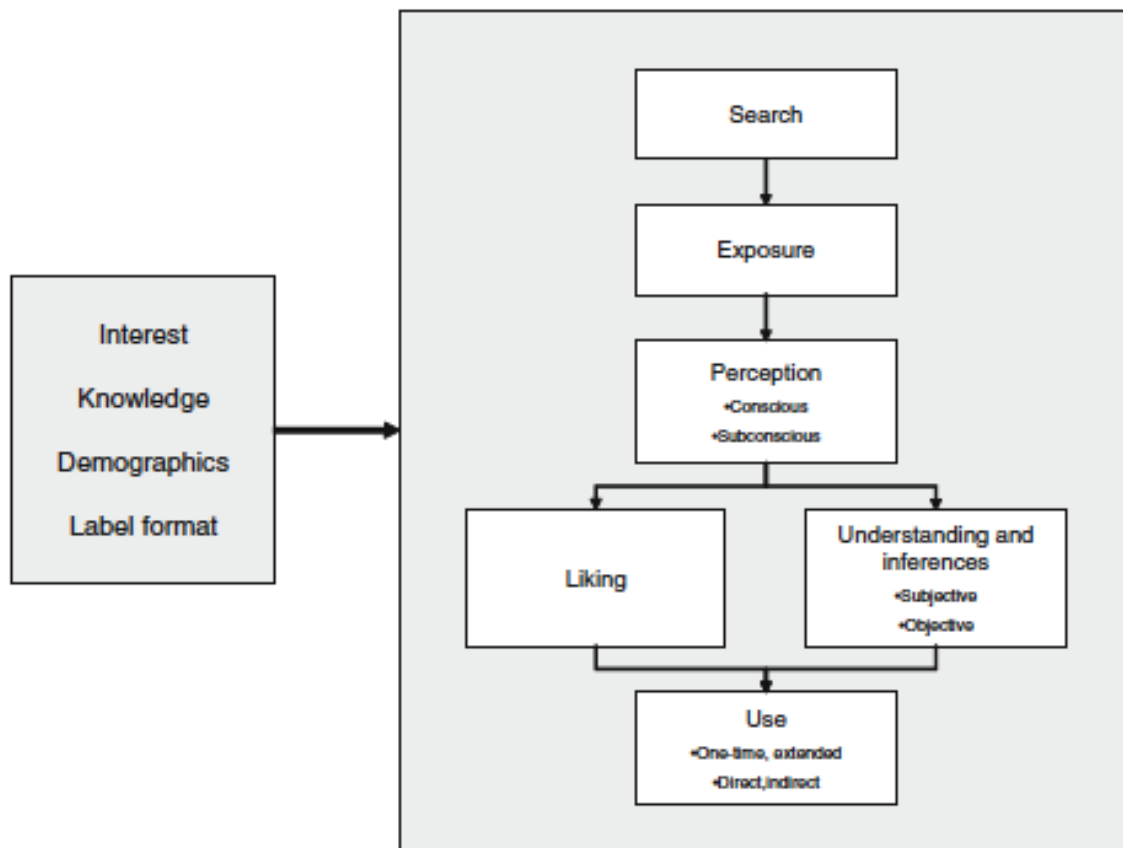 Search
Exposure
Interest
Knowledge
Demographics
Label format
Perception
•Conscious
•Subconscious
Liking
Understanding and
inferences
•Subjective
•Objective
Use
•One-time, extended
•Direct,indirect